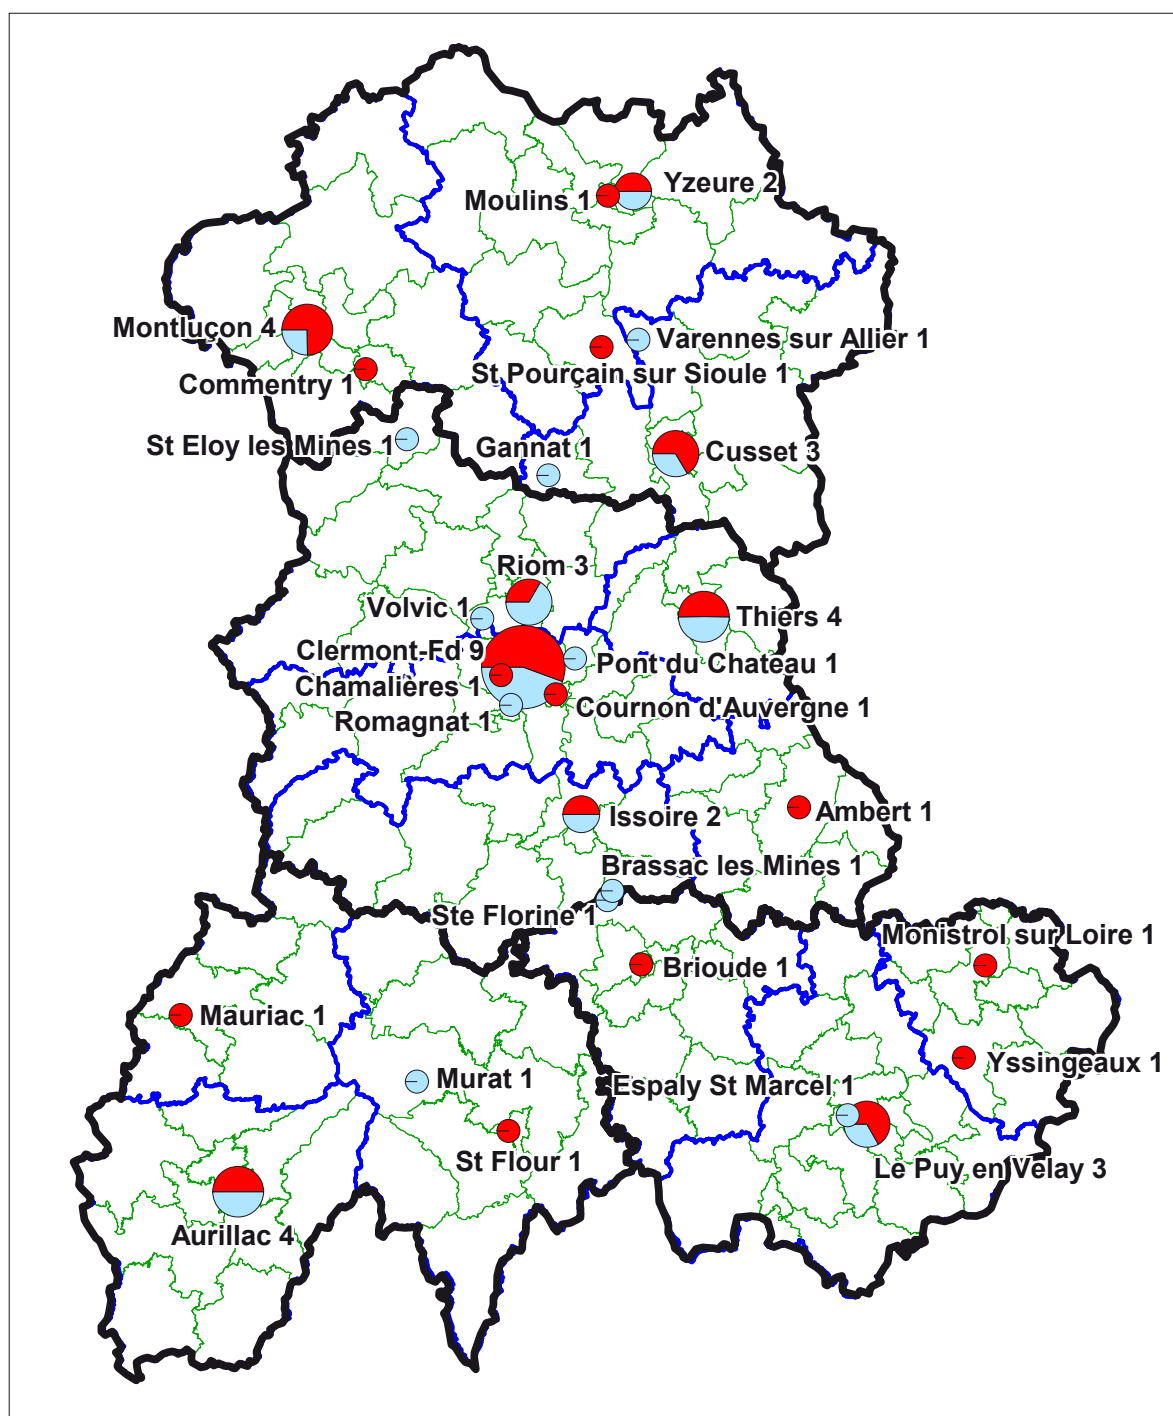 Yzeure 2
Moulins 1
Montluçon 4
Varennes sur Allier 1
St Pourçain sur Sioule 1
Commentry 1
St Eloy les Mines 1
Gannat 1
Cusset 3
Riom 3
Volvic 1
Thiers 4
Clermont-Fd 9
Pont du Chateau 1
Chamalières 1
Cournon d'Auvergne 1
Romagnat 1
Issoire 2
Ambert 1
Brassac les Mines 1
Ste Florine 1
Monistrol sur Loire 1
Brioude 1
Mauriac 1
Yssingeaux 1
Murat 1
Espaly St Marcel 1
St Flour 1
Le Puy en Velay 3
Aurillac 4